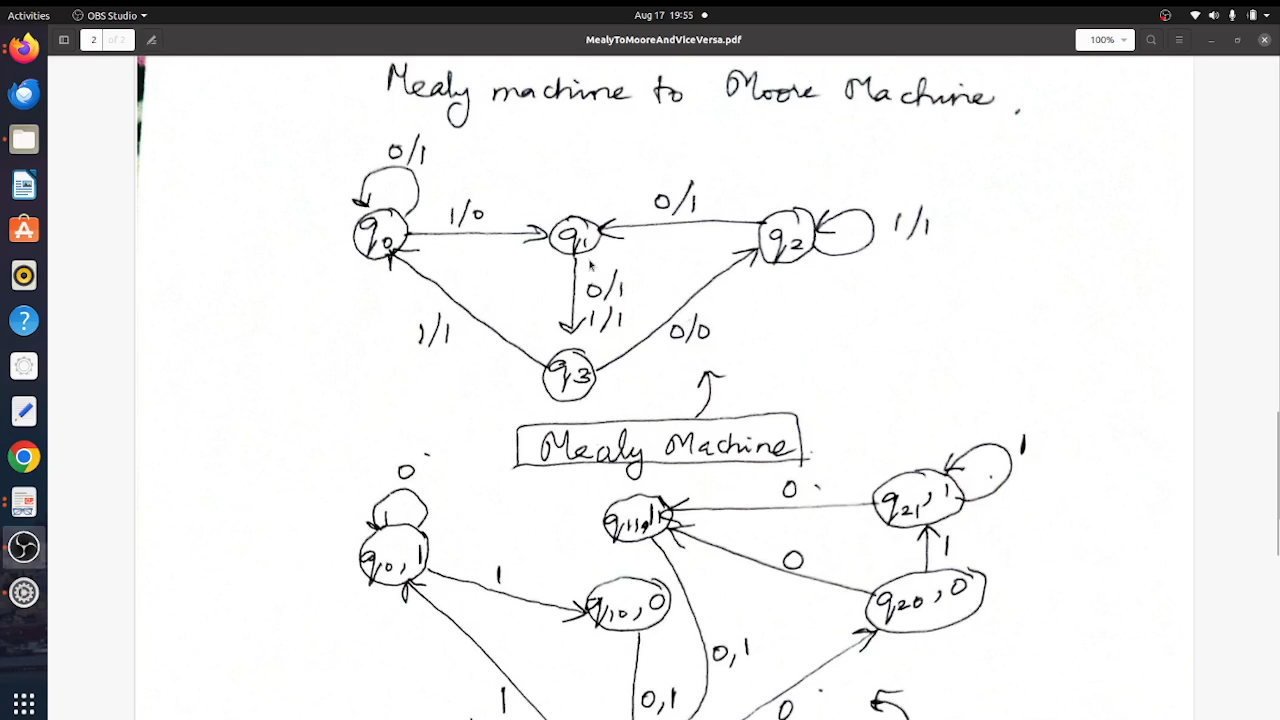 Activities
OBS Studio
Aug 17 19:55
2 of 2
MealyToMooreAndViceVersa.pdf
100%
Mealy machine to Moore Machine.
0/1
1/0
0/1
q0
q1
q2
1/1
0/1
1/1
1/1
0/0
q3
Mealy Machine
0
1
0
q21, 1
q11, 1
q0, 1
1
0
1
q10, 0
q20, 0
0,1
1
0,1
0